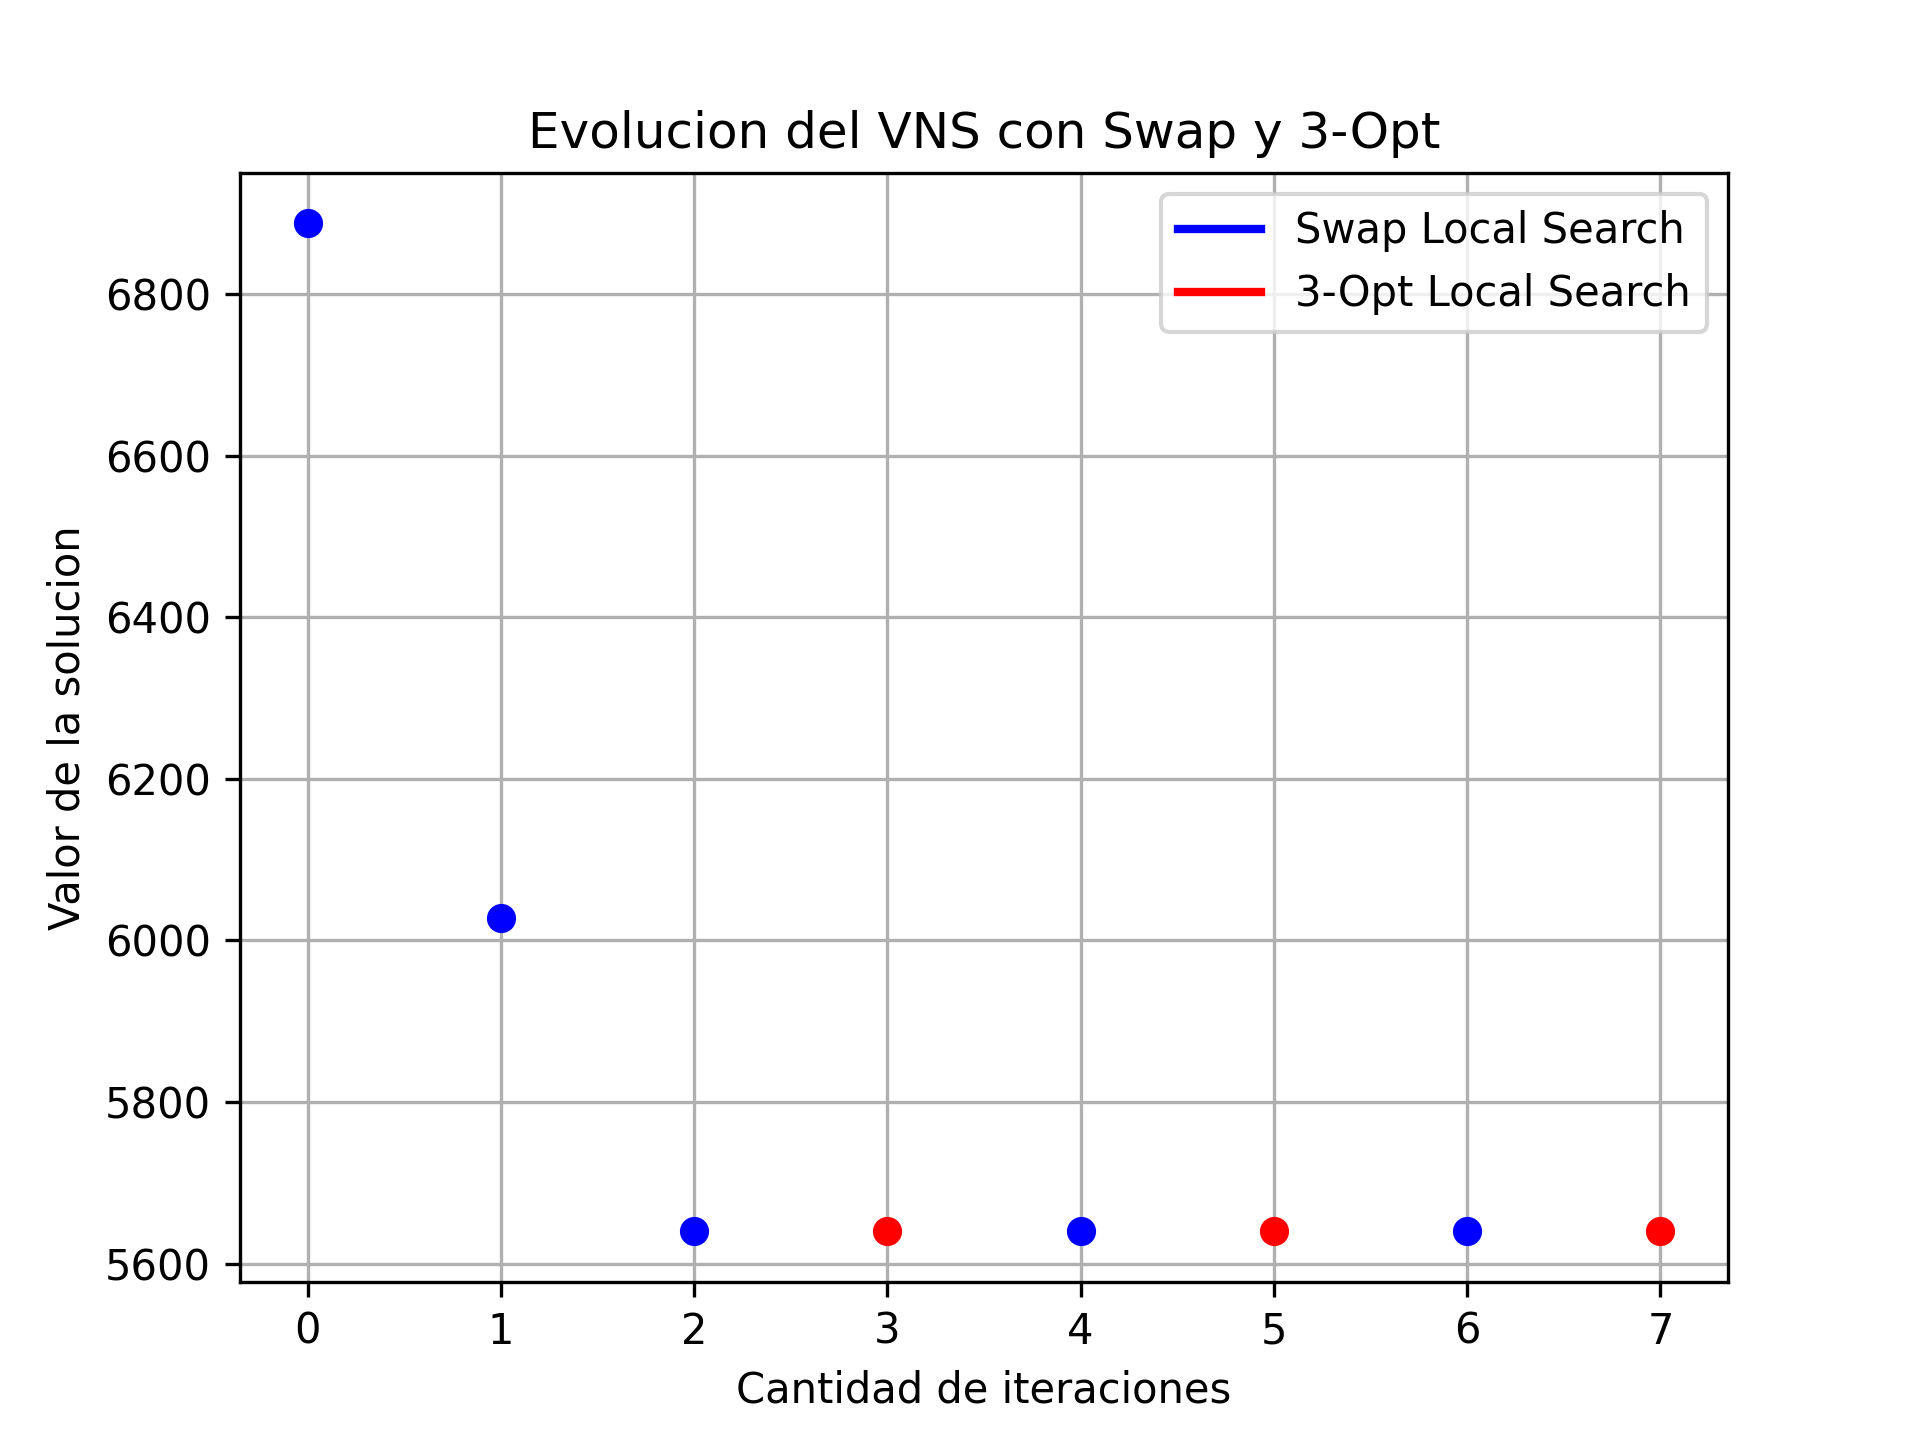 Evolucion del VNS con Swap y 3-Opt
Swap Local Search
3-Opt Local Search
Valor de la solucion
6800
6600
6400
6200
6000
5800
5600
0 1 2 3 4 5 6 7
Cantidad de iteraciones